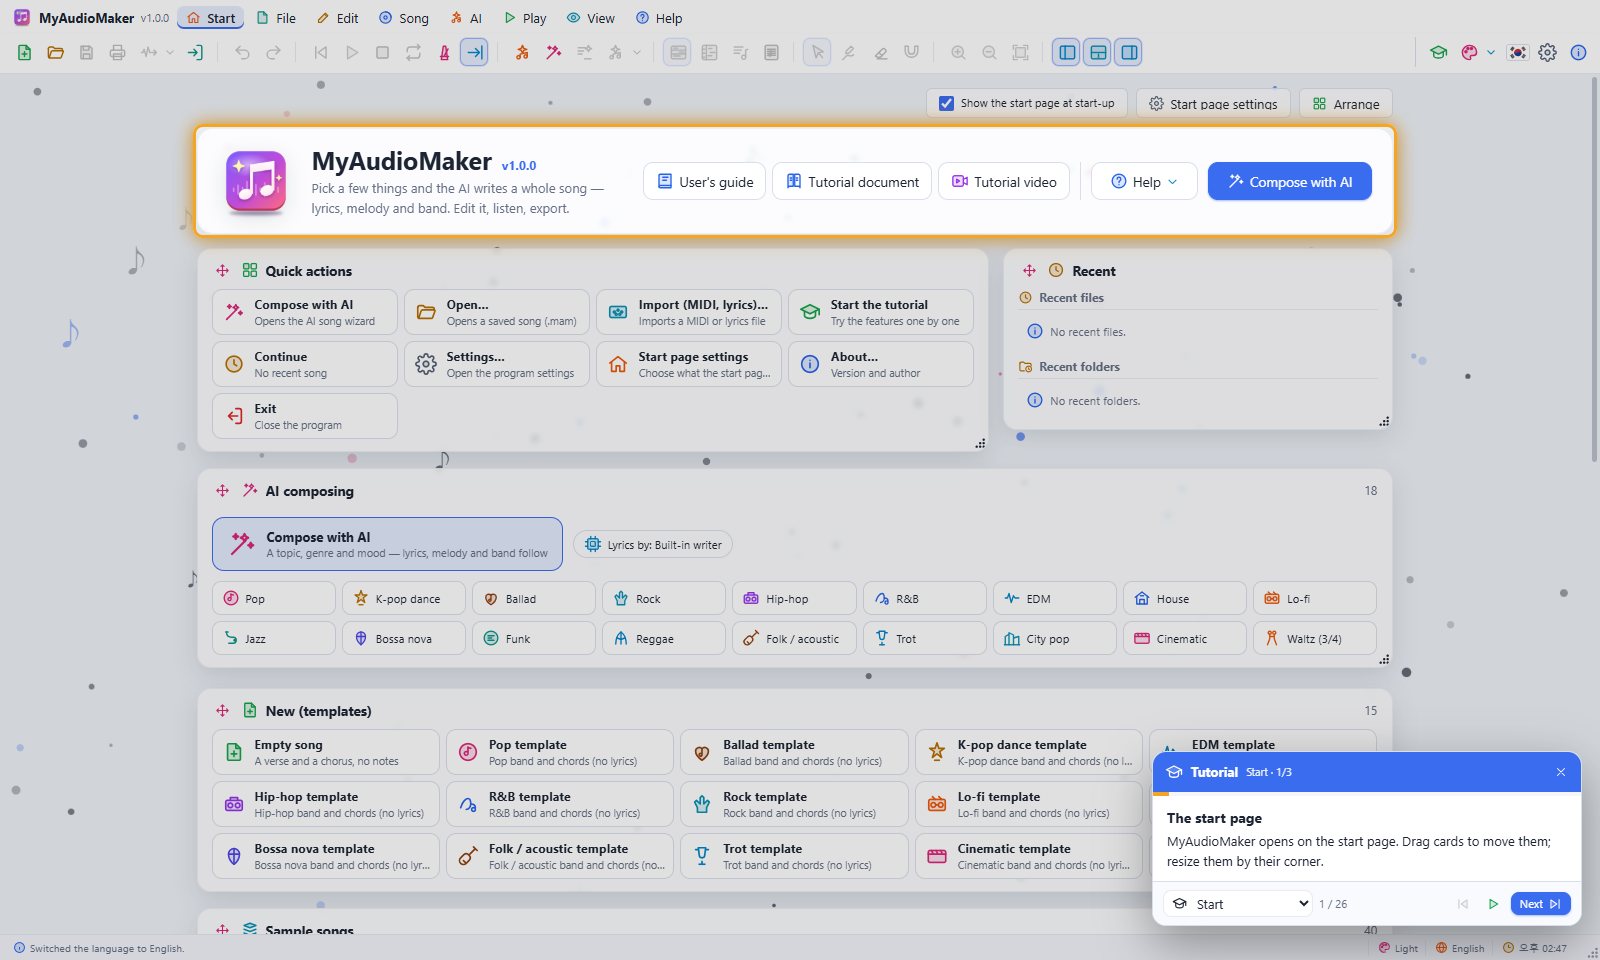 MyAudioMaker v1.0.0 Start File Edit Song AI Play View Help
Show the start page at start-up Start page settings Arrange
MyAudioMaker v1.0.0
Pick a few things and the AI writes a whole song —
lyrics, melody and band. Edit it, listen, export.
User's guide Tutorial document Tutorial video Help Compose with AI
Quick actions
Compose with AI
Opens the AI song wizard
Open...
Opens a saved song (.mam)
Import (MIDI, lyrics)...
Imports a MIDI or lyrics file
Start the tutorial
Try the features one by one
Continue
No recent song
Settings...
Open the program settings
Start page settings
Choose what the start pag...
About...
Version and author
Exit
Close the program
Recent
Recent files
No recent files.
Recent folders
No recent folders.
AI composing 18
Compose with AI
A topic, genre and mood — lyrics, melody and band follow
Lyrics by: Built-in writer
Pop K-pop dance Ballad Rock Hip-hop R&B EDM House Lo-fi
Jazz Bossa nova Funk Reggae Folk / acoustic Trot City pop Cinematic Waltz (3/4)
New (templates) 15
Empty song
A verse and a chorus, no notes
Pop template
Pop band and chords (no lyrics)
Ballad template
Ballad band and chords (no lyrics)
K-pop dance template
K-pop dance band and chords (no l...
EDM template
Hip-hop template
Hip-hop band and chords (no lyrics)
R&B template
R&B band and chords (no lyrics)
Rock template
Rock band and chords (no lyrics)
Lo-fi template
Lo-fi band and chords (no lyrics)
Bossa nova template
Bossa nova band and chords (no lyr...
Folk / acoustic template
Folk / acoustic band and chords (no...
Trot template
Trot band and chords (no lyrics)
Cinematic template
Cinematic band and chords (no lyri...
Sample songs 40
Tutorial Start · 1/3
The start page
MyAudioMaker opens on the start page. Drag cards to move them;
resize them by their corner.
Start 1 / 26 Next
Switched the language to English.
Light English 오후 02:47